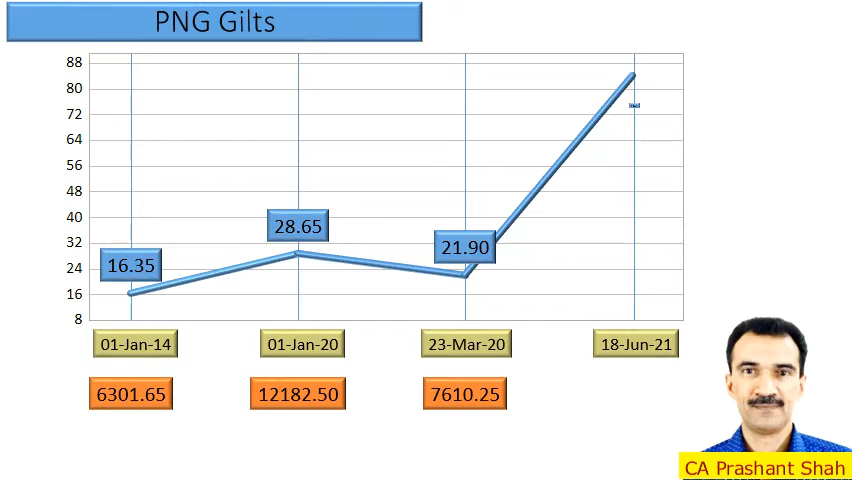 PNG Gilts
88
80
72
64
56
48
40
32
24
16
8
16.35
28.65
21.90
01-Jan-14
01-Jan-20
23-Mar-20
18-Jun-21
6301.65
12182.50
7610.25
CA Prashant Shah